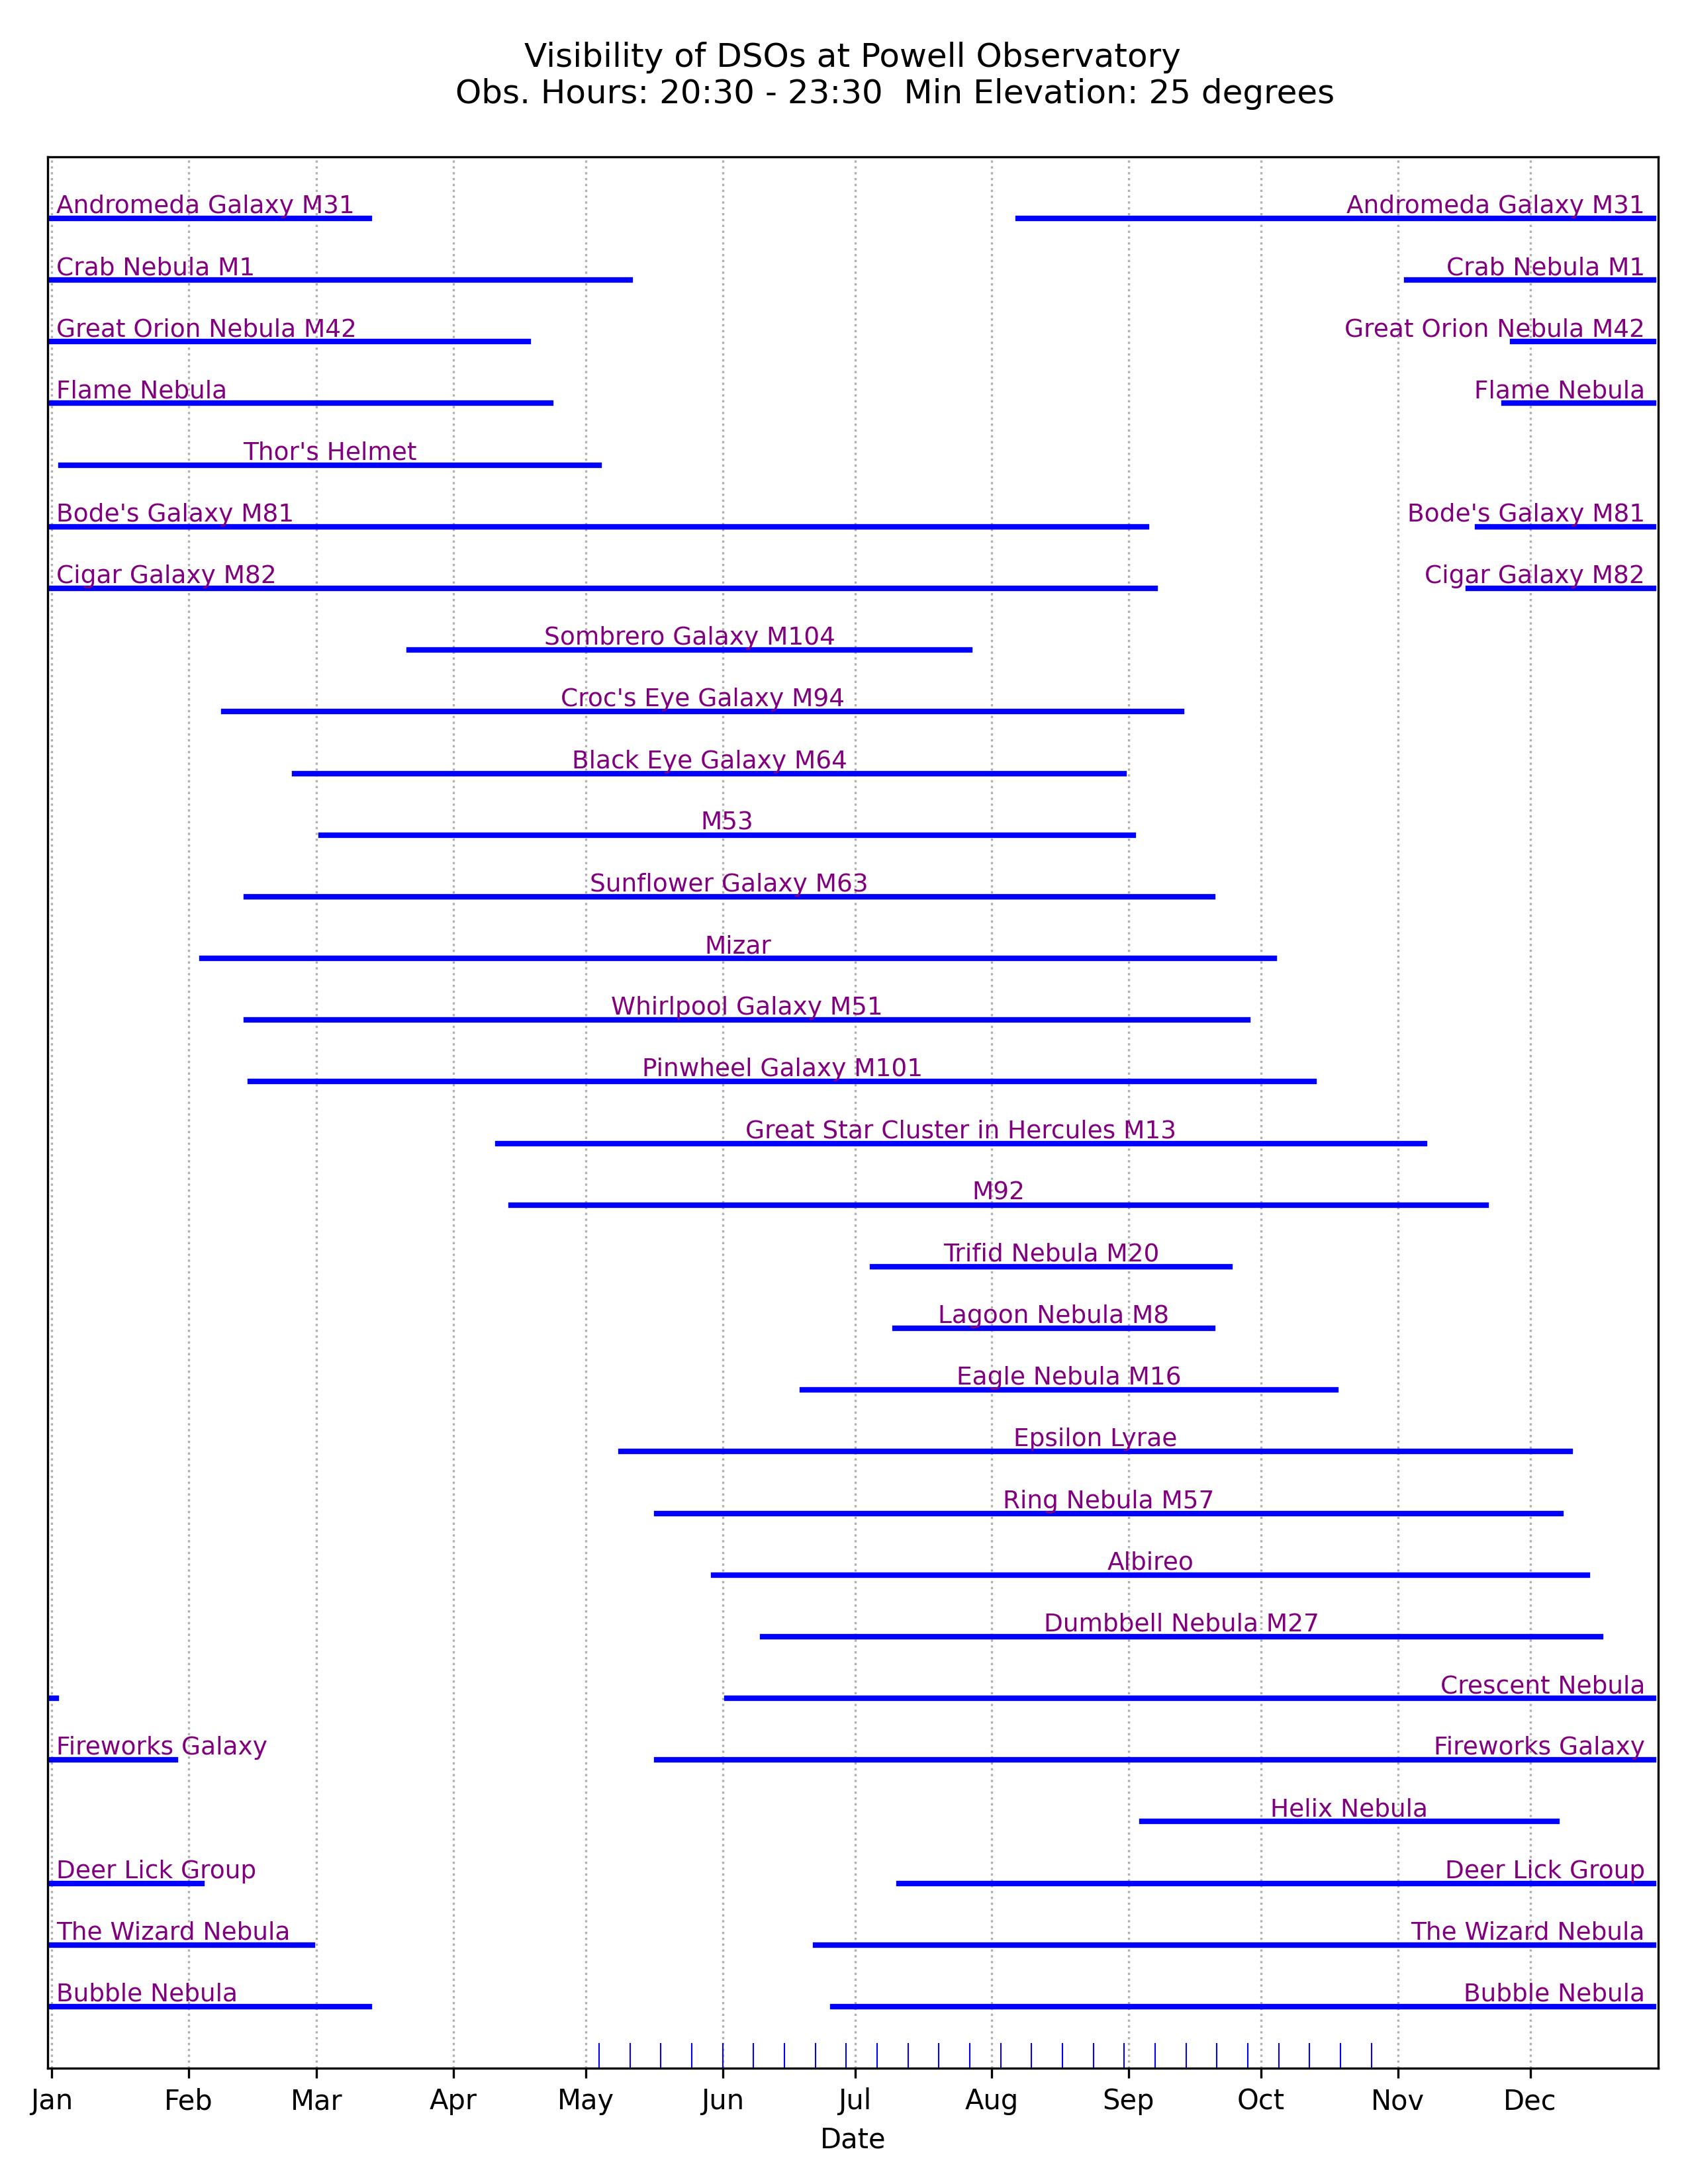 Visibility of DSOs at Powell Observatory
Obs. Hours: 20:30 - 23:30  Min Elevation: 25 degrees
Andromeda Galaxy M31 Andromeda Galaxy M31
Crab Nebula M1 Crab Nebula M1
Great Orion Nebula M42 Great Orion Nebula M42
Flame Nebula Flame Nebula
Thor's Helmet
Bode's Galaxy M81 Bode's Galaxy M81
Cigar Galaxy M82 Cigar Galaxy M82
Sombrero Galaxy M104
Croc's Eye Galaxy M94
Black Eye Galaxy M64
M53
Sunflower Galaxy M63
Mizar
Whirlpool Galaxy M51
Pinwheel Galaxy M101
Great Star Cluster in Hercules M13
M92
Trifid Nebula M20
Lagoon Nebula M8
Eagle Nebula M16
Epsilon Lyrae
Ring Nebula M57
Albireo
Dumbbell Nebula M27
Crescent Nebula
Fireworks Galaxy Fireworks Galaxy
Helix Nebula
Deer Lick Group Deer Lick Group
The Wizard Nebula The Wizard Nebula
Bubble Nebula Bubble Nebula
Jan Feb Mar Apr May Jun Jul Aug Sep Oct Nov Dec
Date